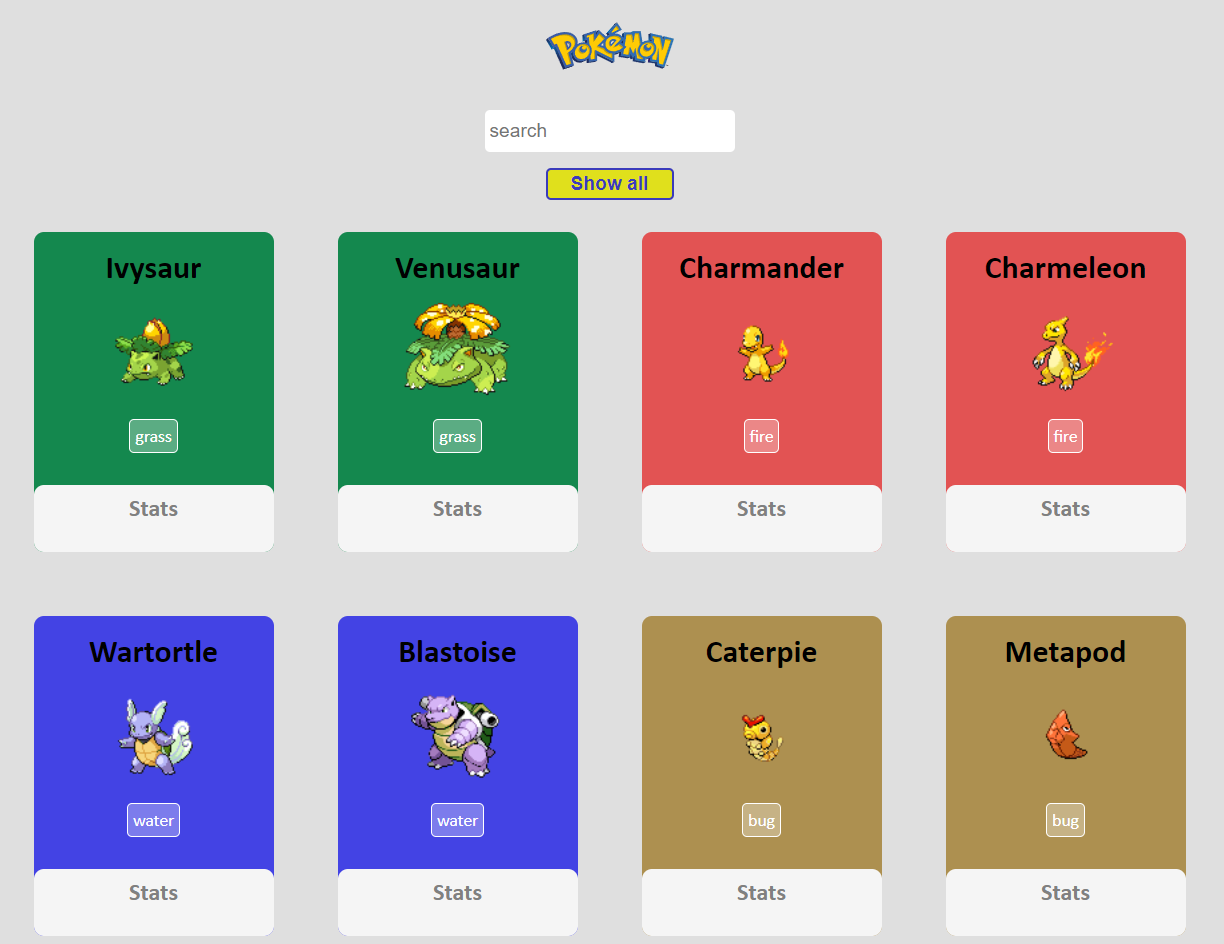 Pokémon
search
Show all
Ivysaur
Venusaur
Charmander
Charmeleon
grass
grass
fire
fire
Stats
Stats
Stats
Stats
Wartortle
Blastoise
Caterpie
Metapod
water
water
bug
bug
Stats
Stats
Stats
Stats